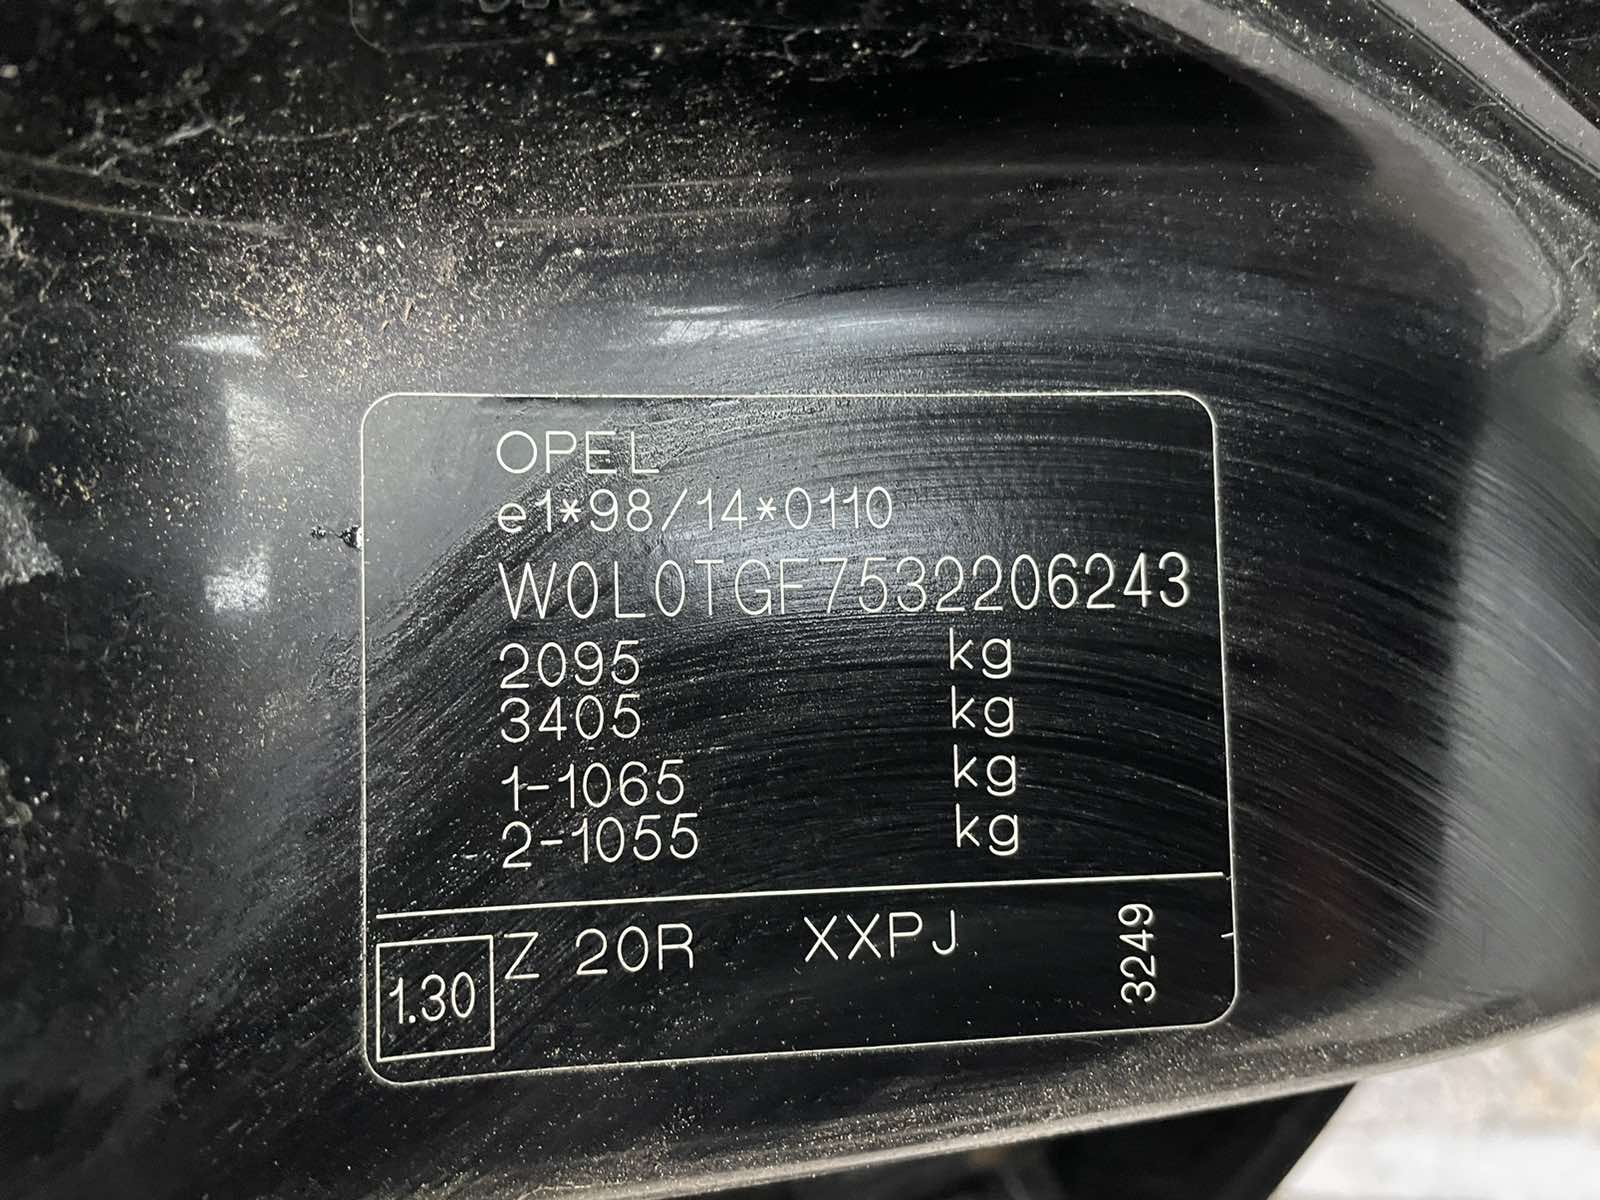 OPEL
e1*98/14*0110
W0L0TGF7532206243
2095 kg
3405 kg
1-1065 kg
2-1055 kg
Z 20R XXPJ
1.30
3249